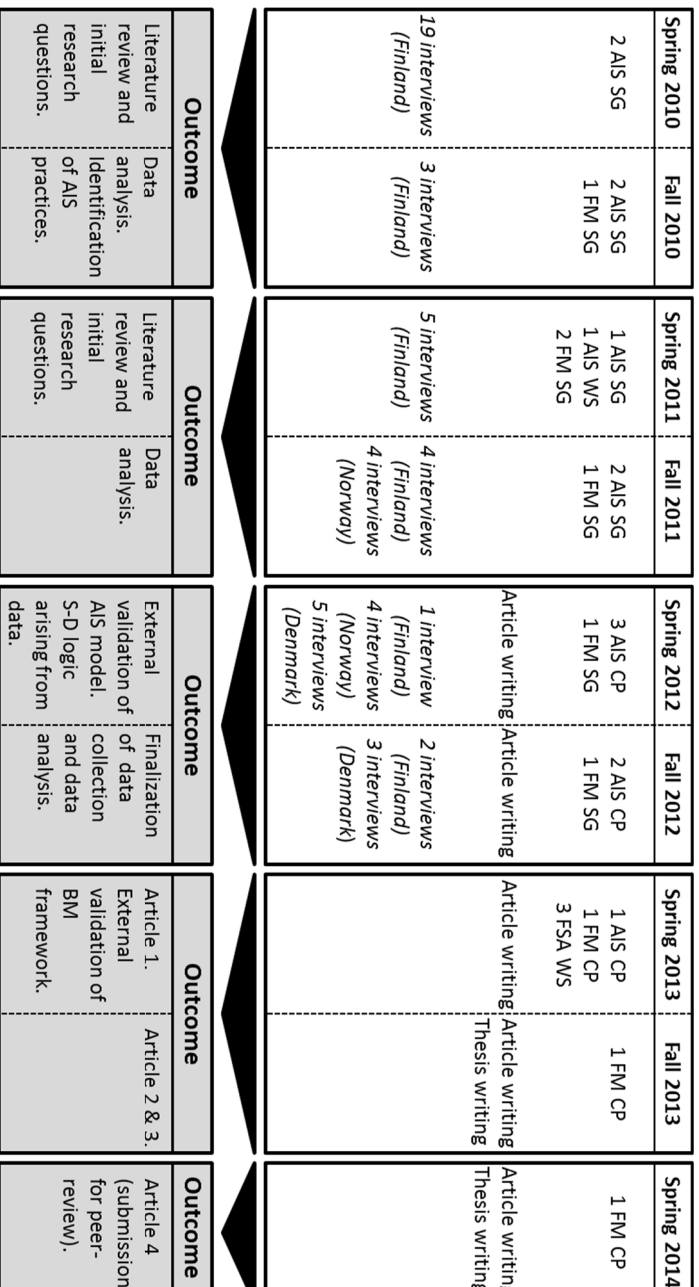 Spring 2010
2 AIS SG
19 interviews
(Finland)
Fall 2010
2 AIS SG
1 FM SG
3 interviews
(Finland)
Outcome
Literature
review and
initial
research
questions.
Data
analysis.
Identification
of AIS
practices.
Spring 2011
1 AIS SG
1 AIS WS
2 FM SG
5 interviews
(Finland)
Fall 2011
2 AIS SG
1 FM SG
4 interviews
(Finland)
4 interviews
(Norway)
Outcome
Literature
review and
initial
research
questions.
Data
analysis.
Spring 2012
3 AIS CP
1 FM SG
Article writing
1 interview
(Finland)
4 interviews
(Norway)
5 interviews
(Denmark)
Fall 2012
2 AIS CP
1 FM SG
Article writing
2 interviews
(Finland)
3 interviews
(Denmark)
Outcome
External
validation of
AIS model.
S-D logic
arising from
data.
Finalization
of data
collection
and data
analysis.
Spring 2013
1 AIS CP
1 FM CP
3 FSA WS
Article writing
Fall 2013
1 FM CP
Article writing
Thesis writing
Outcome
Article 1.
External
validation of
BM
framework.
Article 2 & 3.
Spring 2014
1 FM CP
Article writin
Thesis writin
Outcome
Article 4
(submission
for peer-
review).